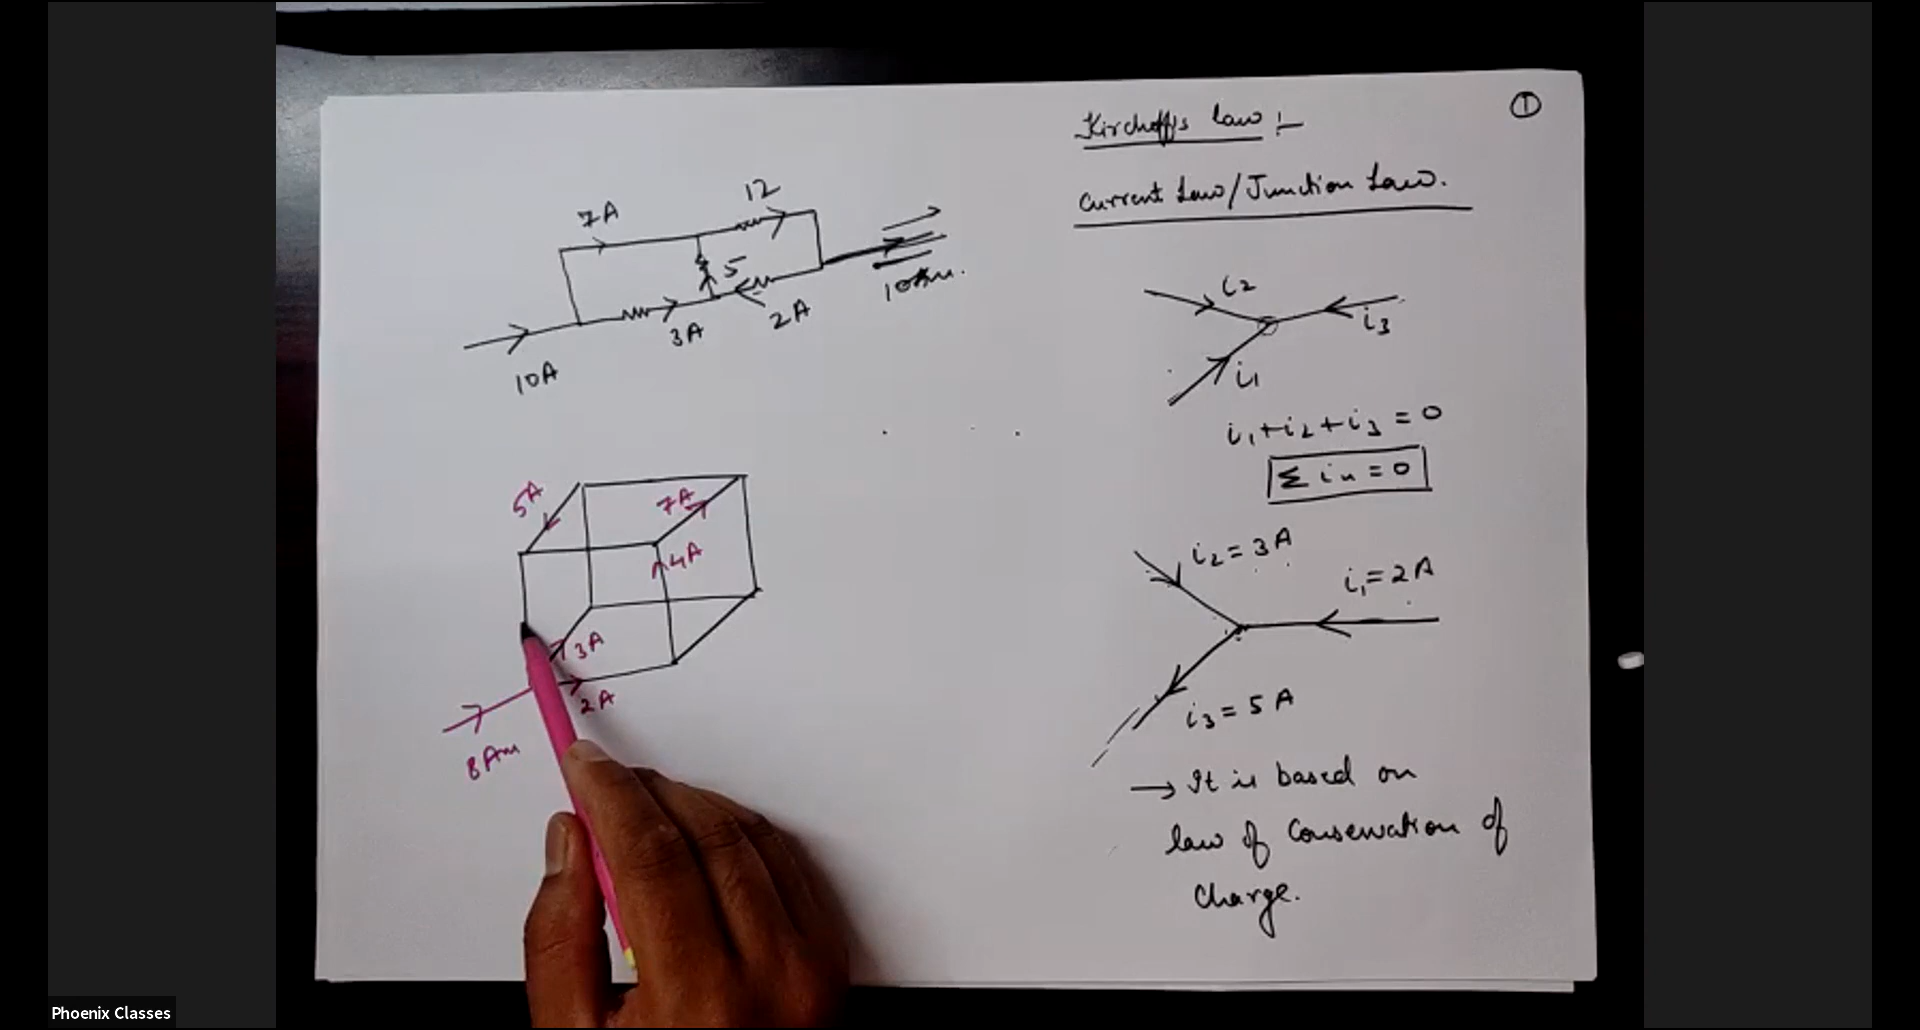 ①
Kirchoff's Law :-
Current Law/Junction Law.
7A
12
5
10A
3A
2A
i2
i3
i1
i1+i2+i3 = 0
Σ in = 0
5A
7A
4A
3A
2A
8Am
i2 = 3A
i1 = 2A
i3 = 5A
→ It is based on
law of Conservation of
Charge.
Phoenix Classes